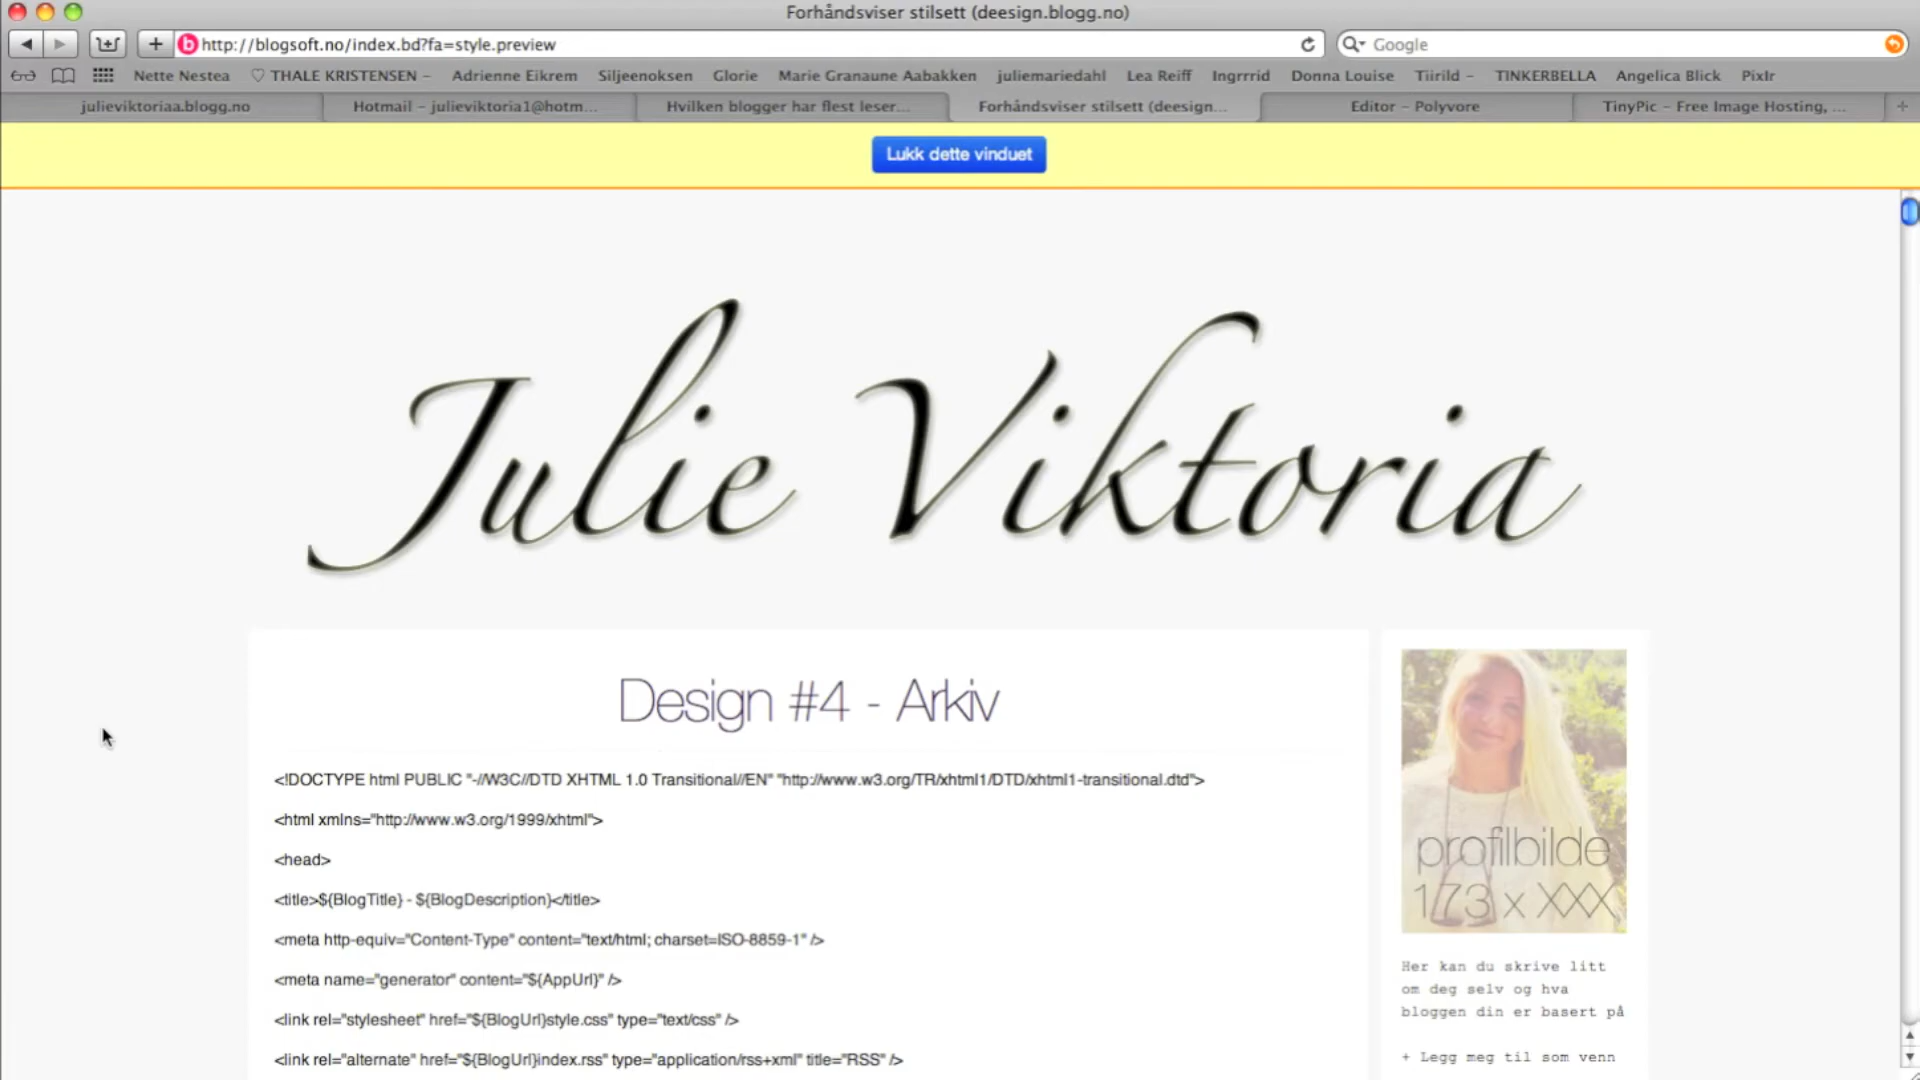 Forhåndsviser stilsett (deesign.blogg.no)
http://blogsoft.no/index.bd?fa=style.preview
Google
Nette Nestea ♡ THALE KRISTENSEN – Adrienne Eikrem Siljeenoksen Glorie Marie Granaune Aabakken juliemariedahl Lea Reiff Ingrrrid Donna Louise Tiirild – TINKERBELLA Angelica Blick Pixlr
julieviktoriaa.blogg.no Hotmail – julieviktoria1@hotm... Hvilken blogger har flest leser... Forhåndsviser stilsett (deesign... Editor – Polyvore TinyPic – Free Image Hosting, ...
Lukk dette vinduet
Julie Viktoria
Design #4 - Arkiv
<!DOCTYPE html PUBLIC "-//W3C//DTD XHTML 1.0 Transitional//EN" "http://www.w3.org/TR/xhtml1/DTD/xhtml1-transitional.dtd">
<html xmlns="http://www.w3.org/1999/xhtml">
<head>
<title>${BlogTitle} - ${BlogDescription}</title>
<meta http-equiv="Content-Type" content="text/html; charset=ISO-8859-1" />
<meta name="generator" content="${AppUrl}" />
<link rel="stylesheet" href="${BlogUrl}style.css" type="text/css" />
<link rel="alternate" href="${BlogUrl}index.rss" type="application/rss+xml" title="RSS" />
profilbilde
173 x XXX
Her kan du skrive litt
om deg selv og hva
bloggen din er basert på
+ Legg meg til som venn